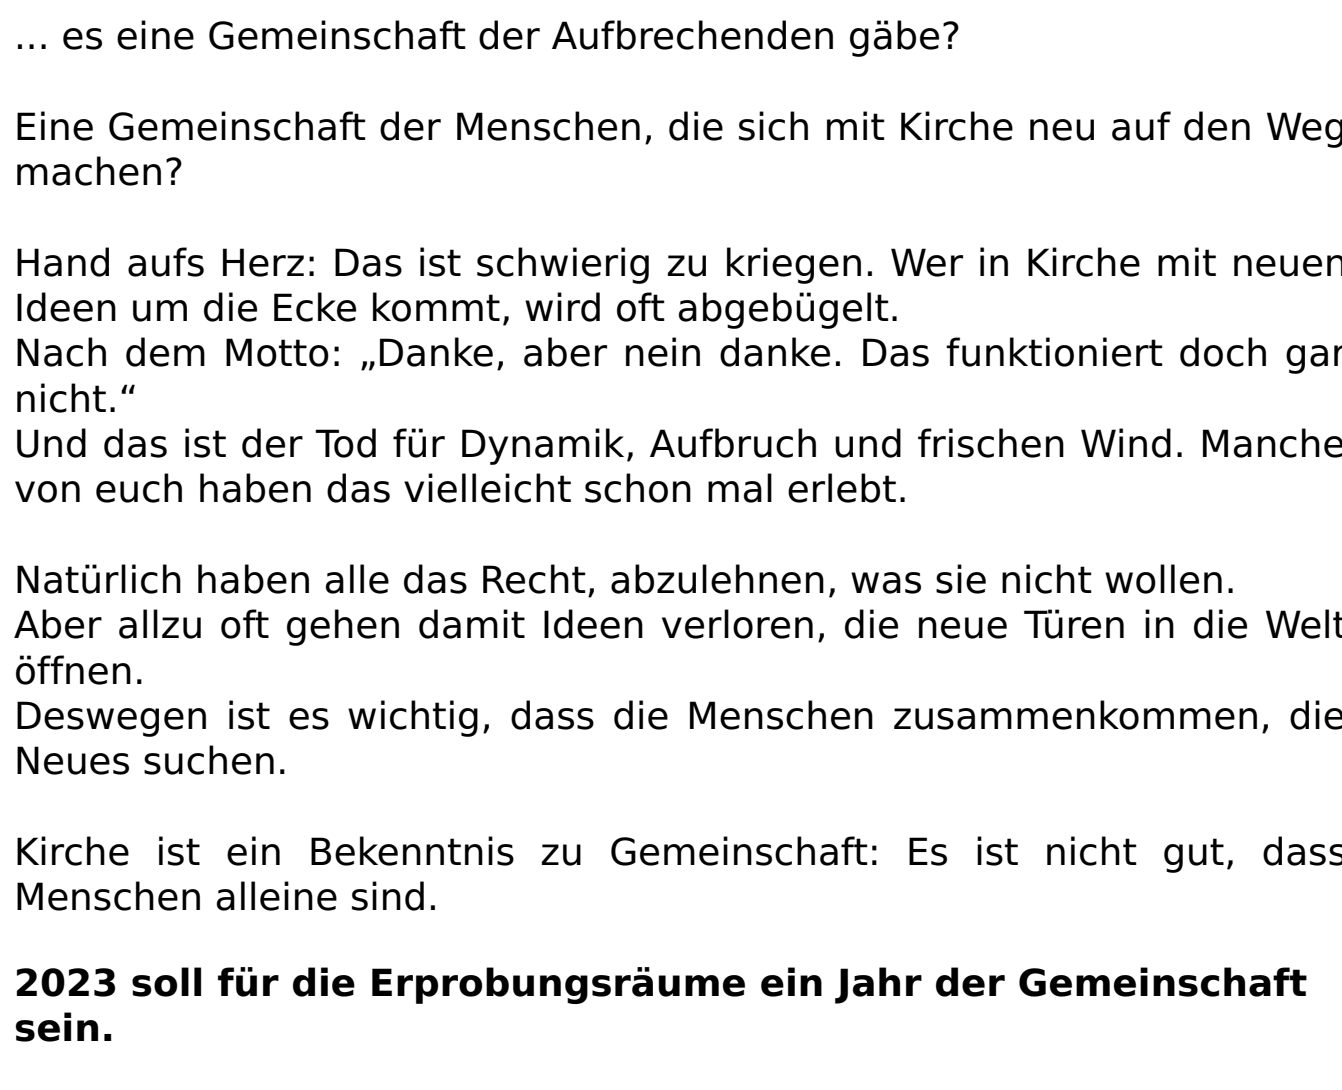 ... es eine Gemeinschaft der Aufbrechenden gäbe?
Eine Gemeinschaft der Menschen, die sich mit Kirche neu auf den Weg
machen?
Hand aufs Herz: Das ist schwierig zu kriegen. Wer in Kirche mit neuen
Ideen um die Ecke kommt, wird oft abgebügelt.
Nach dem Motto: „Danke, aber nein danke. Das funktioniert doch gar
nicht.“
Und das ist der Tod für Dynamik, Aufbruch und frischen Wind. Manche
von euch haben das vielleicht schon mal erlebt.
Natürlich haben alle das Recht, abzulehnen, was sie nicht wollen.
Aber allzu oft gehen damit Ideen verloren, die neue Türen in die Welt
öffnen.
Deswegen ist es wichtig, dass die Menschen zusammenkommen, die
Neues suchen.
Kirche ist ein Bekenntnis zu Gemeinschaft: Es ist nicht gut, dass
Menschen alleine sind.
2023 soll für die Erprobungsräume ein Jahr der Gemeinschaft
sein.